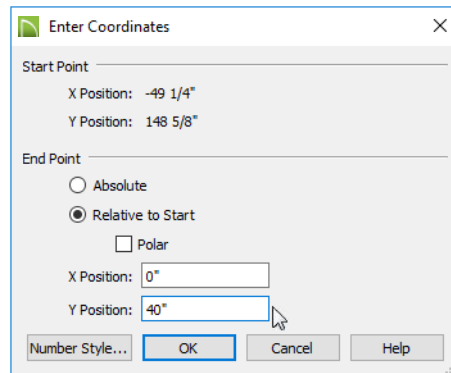 Enter Coordinates
Start Point
X Position: -49 1/4"
Y Position: 148 5/8"
End Point
Absolute
Relative to Start
Polar
X Position: 0"
Y Position: 40"
Number Style... OK Cancel Help